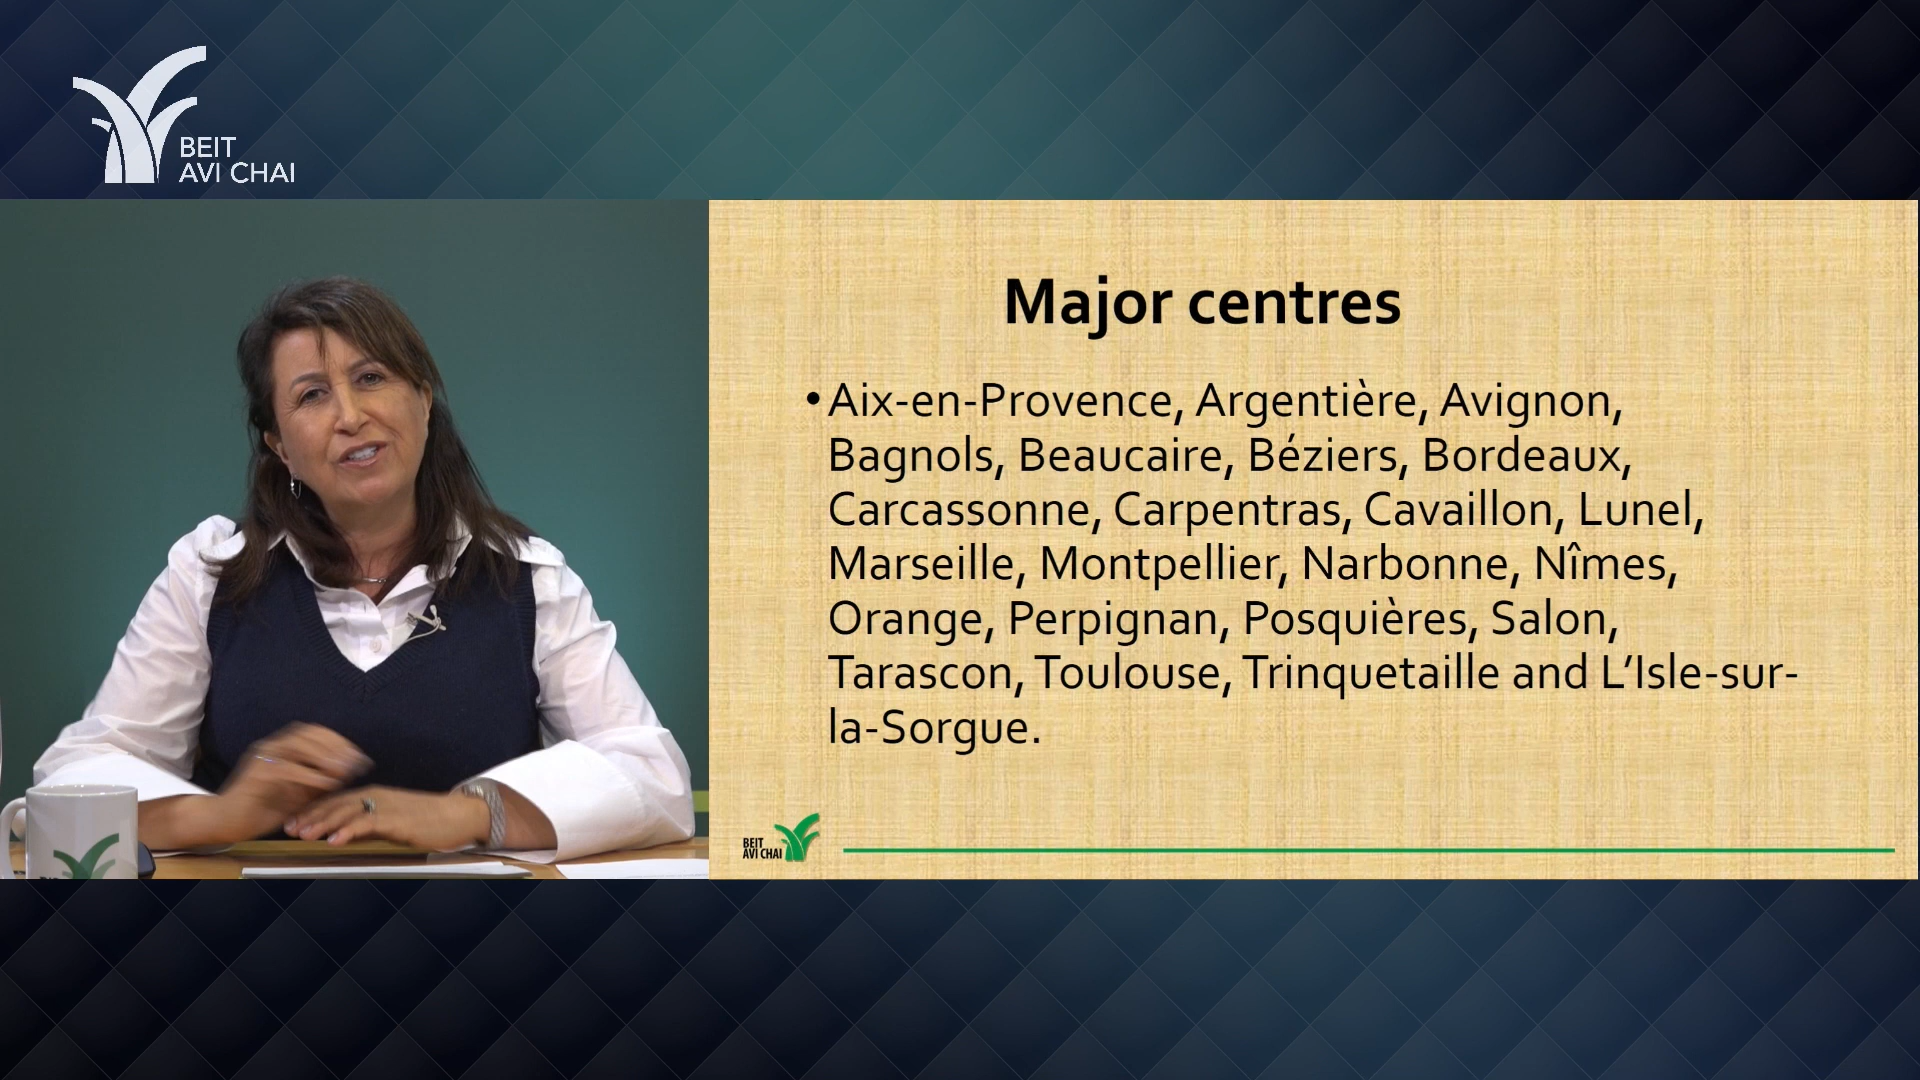 BEIT
AVI CHAI
Major centres
•Aix-en-Provence, Argentière, Avignon,
Bagnols, Beaucaire, Béziers, Bordeaux,
Carcassonne, Carpentras, Cavaillon, Lunel,
Marseille, Montpellier, Narbonne, Nîmes,
Orange, Perpignan, Posquières, Salon,
Tarascon, Toulouse, Trinquetaille and L’Isle-sur-
la-Sorgue.
BEIT
AVI CHAI